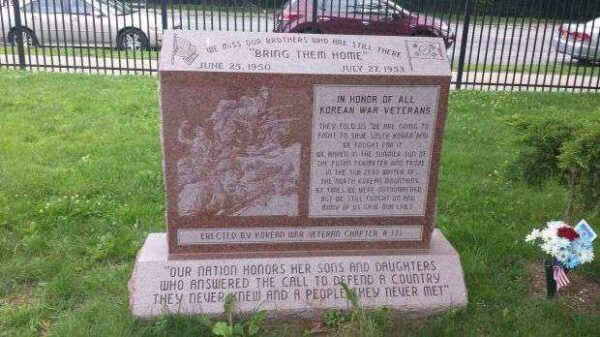 WE MISS OUR BROTHERS WHO ARE STILL THERE
"BRING THEM HOME"
JUNE 25, 1950 JULY 27, 1953
IN HONOR OF ALL
KOREAN WAR VETERANS
THEY TOLD US "WE ARE GOING TO
FIGHT TO SAVE SOUTH KOREA" AND
WE FOUGHT FOR IT
WE BAKED IN THE SUMMER SUN OF
THE PUSAN PERIMETER AND FROZE
IN THE SUB ZERO WINTER OF
THE NORTH KOREAN MOUNTAINS
AT TIMES WE WERE OUTNUMBERED
BUT WE STILL FOUGHT ON AND
MANY OF US GAVE OUR LIVES
ERECTED BY KOREAN WAR VETERAN CHAPTER # 171
"OUR NATION HONORS HER SONS AND DAUGHTERS
WHO ANSWERED THE CALL TO DEFEND A COUNTRY
THEY NEVER KNEW AND A PEOPLE THEY NEVER MET"